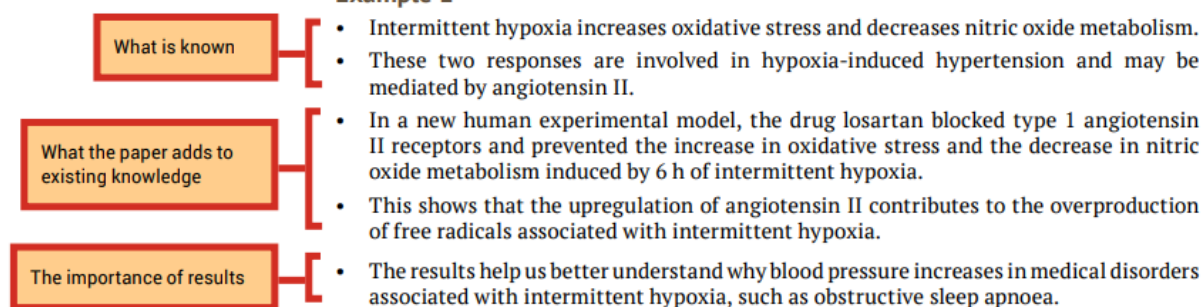 What is known
• Intermittent hypoxia increases oxidative stress and decreases nitric oxide metabolism.
• These two responses are involved in hypoxia-induced hypertension and may be
mediated by angiotensin II.
What the paper adds to
existing knowledge
• In a new human experimental model, the drug losartan blocked type 1 angiotensin
II receptors and prevented the increase in oxidative stress and the decrease in nitric
oxide metabolism induced by 6 h of intermittent hypoxia.
• This shows that the upregulation of angiotensin II contributes to the overproduction
of free radicals associated with intermittent hypoxia.
The importance of results
• The results help us better understand why blood pressure increases in medical disorders
associated with intermittent hypoxia, such as obstructive sleep apnoea.